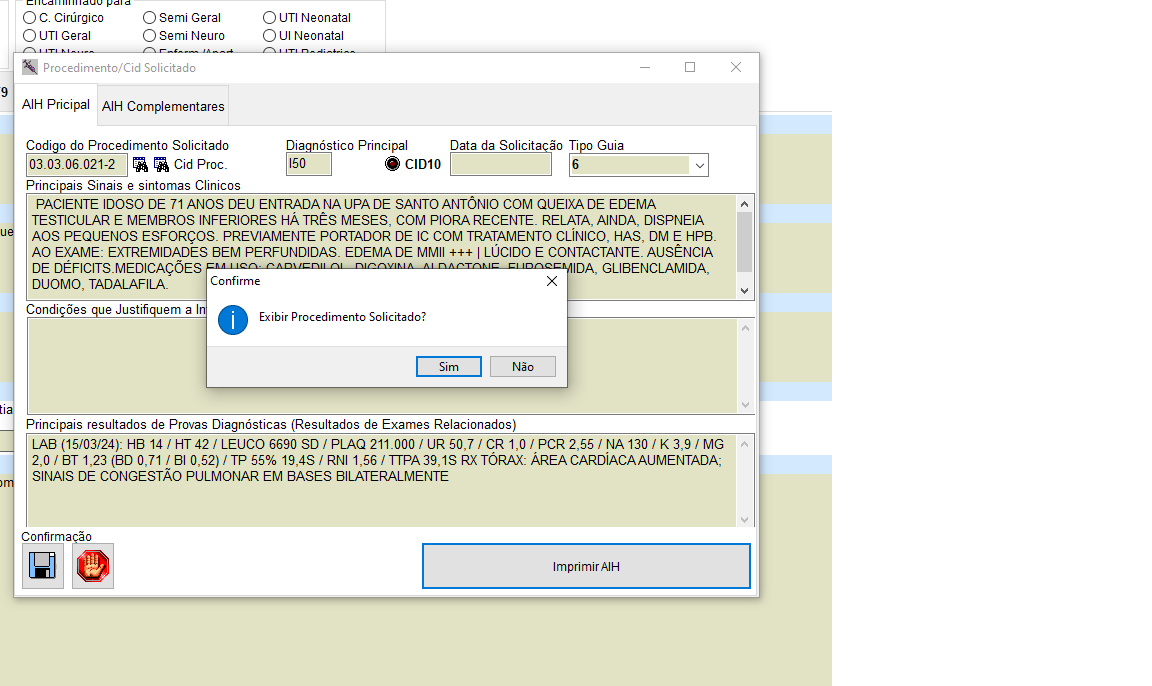 Encaminhado para
C. Cirúrgico Semi Geral UTI Neonatal
UTI Geral Semi Neuro UI Neonatal
UTI Neuro
Procedimento/Cid Solicitado
AIH Pricipal AIH Complementares
Codigo do Procedimento Solicitado Diagnóstico Principal Data da Solicitação Tipo Guia
03.03.06.021-2 Cid Proc. I50 CID10 6
Principais Sinais e sintomas Clinicos
PACIENTE IDOSO DE 71 ANOS DEU ENTRADA NA UPA DE SANTO ANTÔNIO COM QUEIXA DE EDEMA
TESTICULAR E MEMBROS INFERIORES HÁ TRÊS MESES, COM PIORA RECENTE. RELATA, AINDA, DISPNEIA
AOS PEQUENOS ESFORÇOS. PREVIAMENTE PORTADOR DE IC COM TRATAMENTO CLÍNICO, HAS, DM E HPB.
AO EXAME: EXTREMIDADES BEM PERFUNDIDAS. EDEMA DE MMII +++ | LÚCIDO E CONTACTANTE. AUSÊNCIA
DE DÉFICITS.MEDICAÇÕES EM USO: CARVEDILOL, DIGOXINA, ALDACTONE, FUROSEMIDA, GLIBENCLAMIDA,
DUOMO, TADALAFILA.
Confirme
Condições que Justifiquem a In
Exibir Procedimento Solicitado?
Sim Não
Principais resultados de Provas Diagnósticas (Resultados de Exames Relacionados)
LAB (15/03/24): HB 14 / HT 42 / LEUCO 6690 SD / PLAQ 211.000 / UR 50,7 / CR 1,0 / PCR 2,55 / NA 130 / K 3,9 / MG
2,0 / BT 1,23 (BD 0,71 / BI 0,52) / TP 55% 19,4S / RNI 1,56 / TTPA 39,1S RX TÓRAX: ÁREA CARDÍACA AUMENTADA;
SINAIS DE CONGESTÃO PULMONAR EM BASES BILATERALMENTE
Confirmação
Imprimir AIH